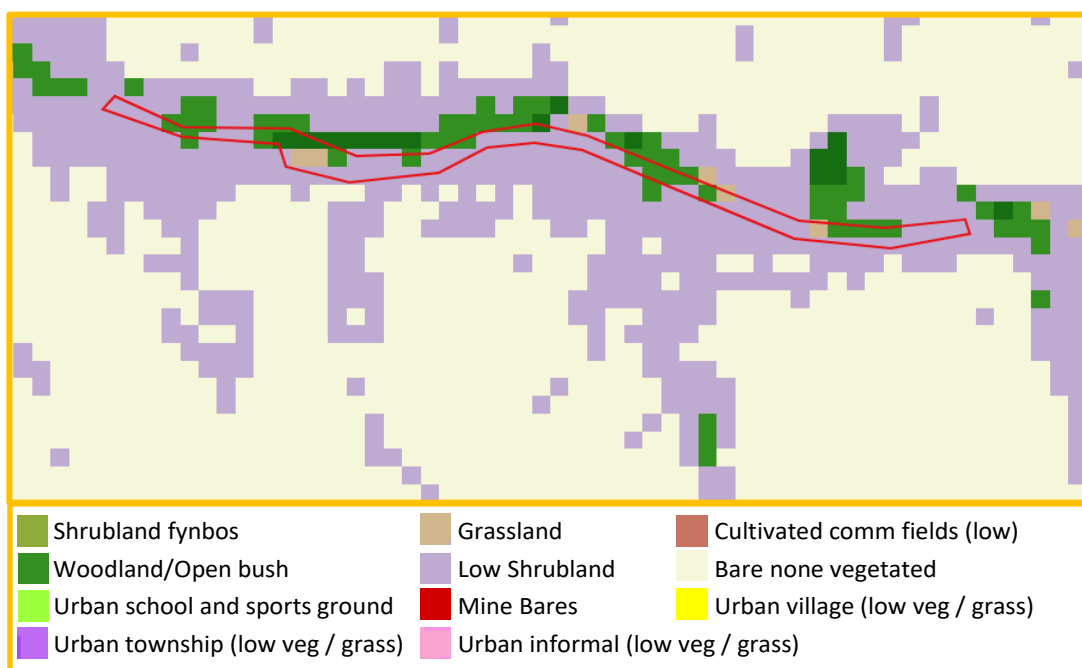 Shrubland fynbos Grassland Cultivated comm fields (low)
Woodland/Open bush Low Shrubland Bare none vegetated
Urban school and sports ground Mine Bares Urban village (low veg / grass)
Urban township (low veg / grass) Urban informal (low veg / grass)